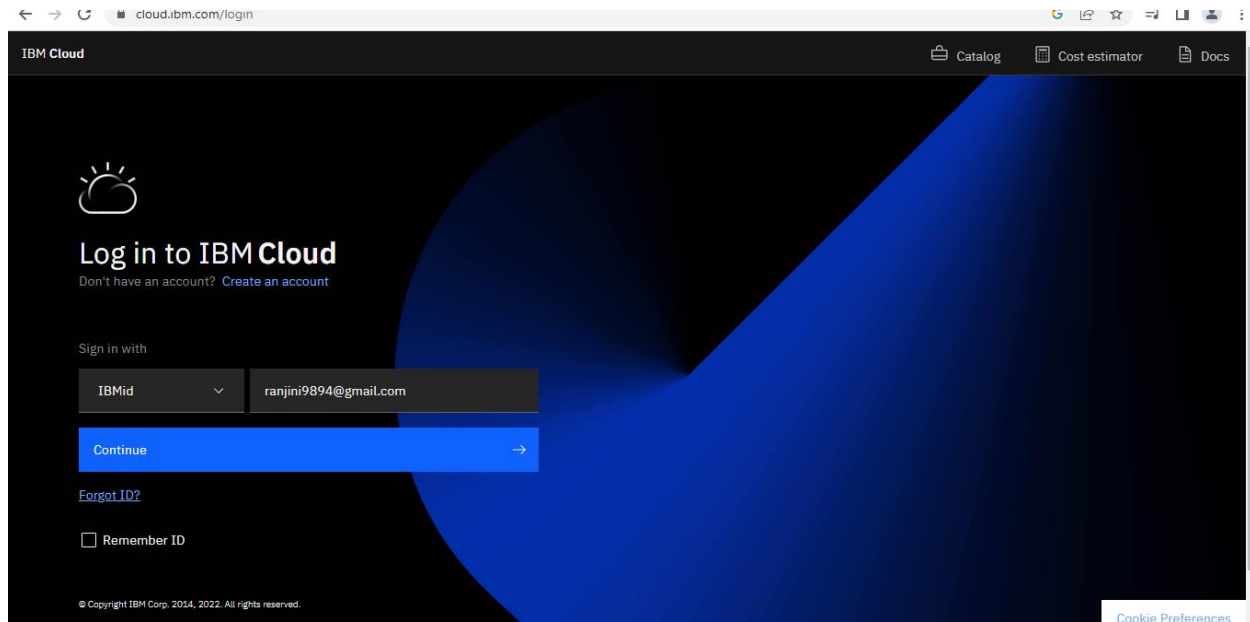 cloud.ibm.com/login
IBM Cloud
Catalog
Cost estimator
Docs
Log in to IBM Cloud
Don't have an account? Create an account
Sign in with
IBMid
ranjini9894@gmail.com
Continue
Forgot ID?
Remember ID
© Copyright IBM Corp. 2014, 2022. All rights reserved.
Cookie Preferences